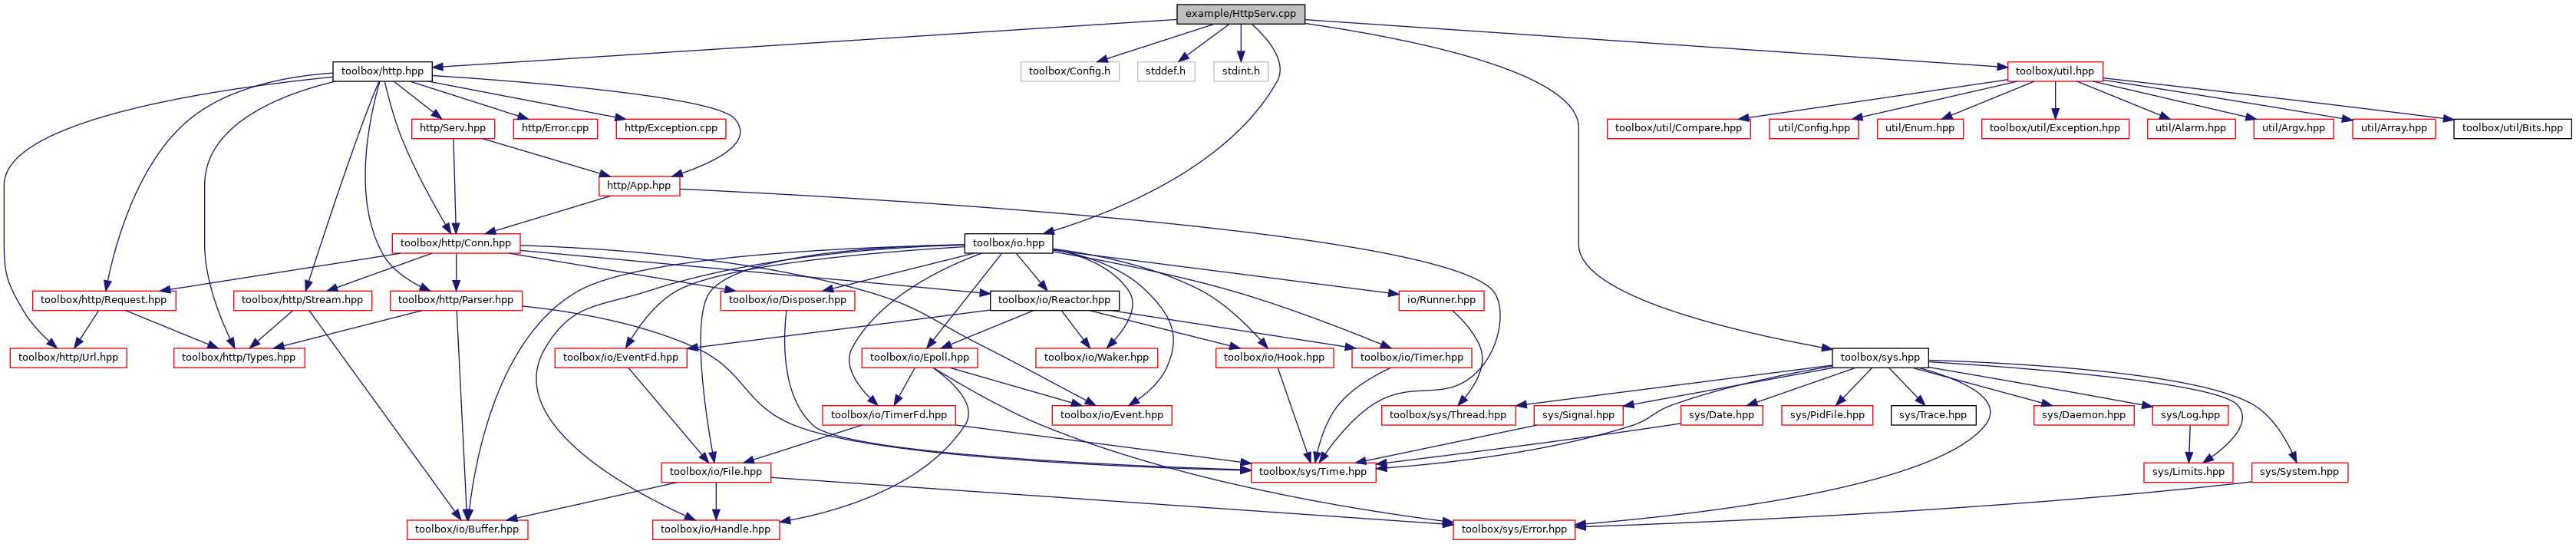 example/HttpServ.cpp
toolbox/http.hpp
toolbox/Config.h
stddef.h
stdint.h
toolbox/util.hpp
http/Serv.hpp
http/Error.cpp
http/Exception.cpp
toolbox/util/Compare.hpp
util/Config.hpp
util/Enum.hpp
toolbox/util/Exception.hpp
util/Alarm.hpp
util/Argv.hpp
util/Array.hpp
toolbox/util/Bits.hpp
http/App.hpp
toolbox/http/Conn.hpp
toolbox/io.hpp
toolbox/http/Request.hpp
toolbox/http/Stream.hpp
toolbox/http/Parser.hpp
toolbox/io/Disposer.hpp
toolbox/io/Reactor.hpp
io/Runner.hpp
toolbox/http/Url.hpp
toolbox/http/Types.hpp
toolbox/io/EventFd.hpp
toolbox/io/Epoll.hpp
toolbox/io/Waker.hpp
toolbox/io/Hook.hpp
toolbox/io/Timer.hpp
toolbox/sys.hpp
toolbox/io/TimerFd.hpp
toolbox/io/Event.hpp
toolbox/sys/Thread.hpp
sys/Signal.hpp
sys/Date.hpp
sys/PidFile.hpp
sys/Trace.hpp
sys/Daemon.hpp
sys/Log.hpp
toolbox/io/File.hpp
toolbox/sys/Time.hpp
sys/Limits.hpp
sys/System.hpp
toolbox/io/Buffer.hpp
toolbox/io/Handle.hpp
toolbox/sys/Error.hpp